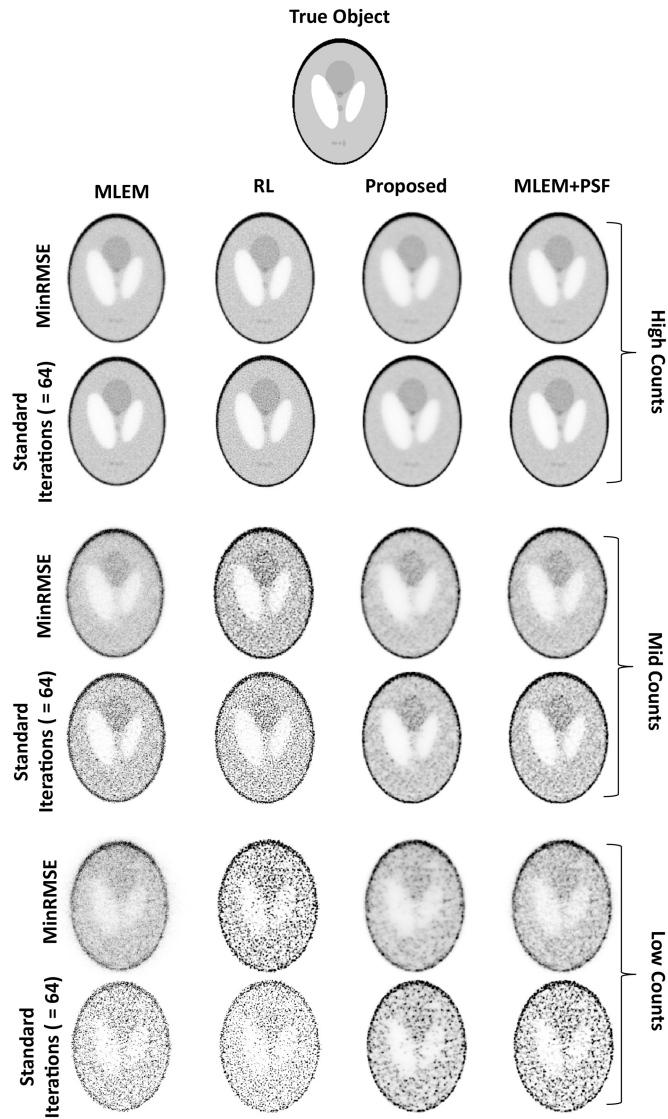 True Object
MLEM RL Proposed MLEM+PSF
MinRMSE
Standard
Iterations ( = 64)
High Counts
MinRMSE
Standard
Iterations ( = 64)
Mid Counts
MinRMSE
Standard
Iterations ( = 64)
Low Counts